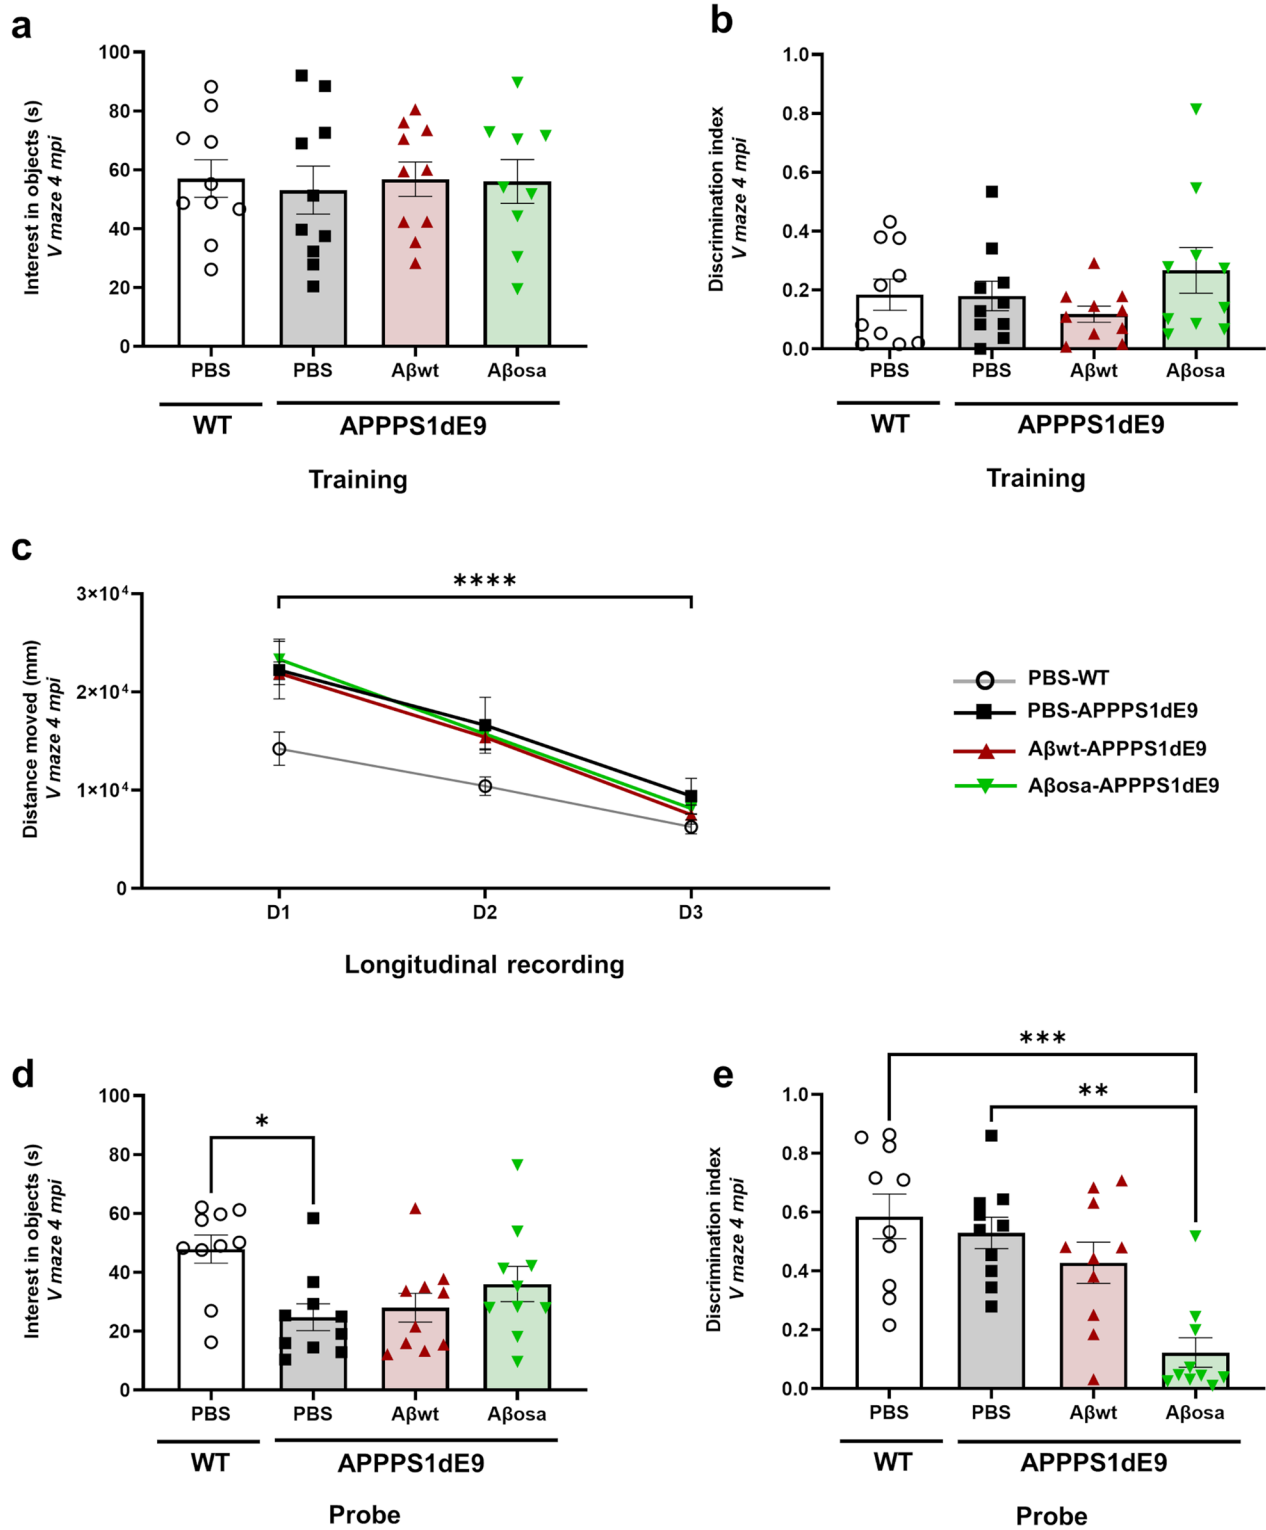 a
Interest in objects (s)
V maze 4 mpi
100
80
60
40
20
0
PBS
PBS
Aβwt
Aβosa
WT
APPPS1dE9
Training
b
Discrimination index
V maze 4 mpi
1.0
0.8
0.6
0.4
0.2
0.0
PBS
PBS
Aβwt
Aβosa
WT
APPPS1dE9
Training
c
Distance moved (mm)
V maze 4 mpi
3×10⁴
2×10⁴
1×10⁴
0
****
D1
D2
D3
Longitudinal recording
PBS-WT
PBS-APPPS1dE9
Aβwt-APPPS1dE9
Aβosa-APPPS1dE9
d
Interest in objects (s)
V maze 4 mpi
100
80
60
40
20
0
*
PBS
PBS
Aβwt
Aβosa
WT
APPPS1dE9
Probe
e
Discrimination index
V maze 4 mpi
1.0
0.8
0.6
0.4
0.2
0.0
***
**
PBS
PBS
Aβwt
Aβosa
WT
APPPS1dE9
Probe